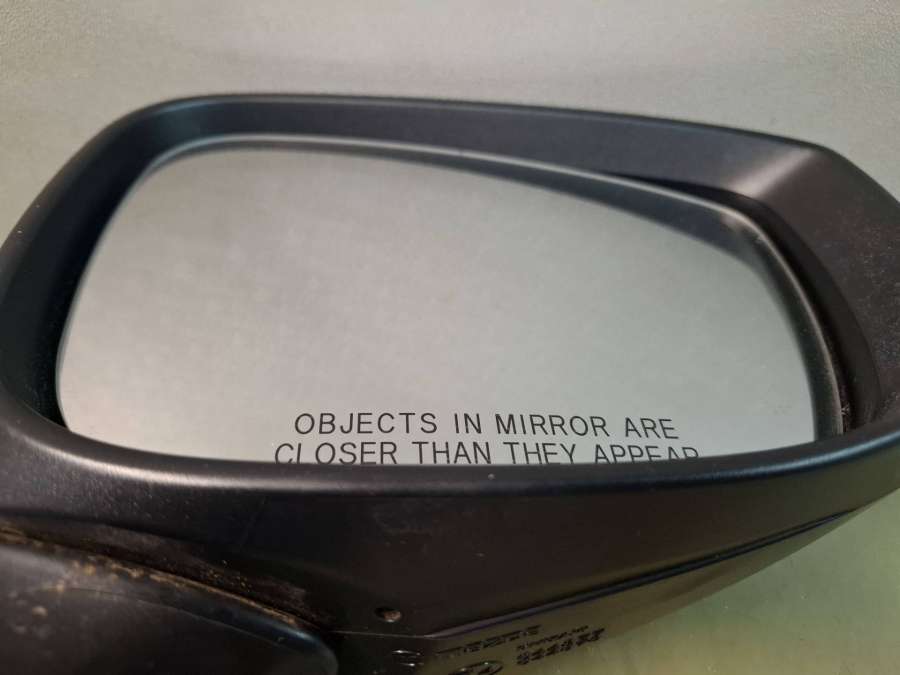 OBJECTS IN MIRROR ARE
CLOSER THAN THEY APPEAR